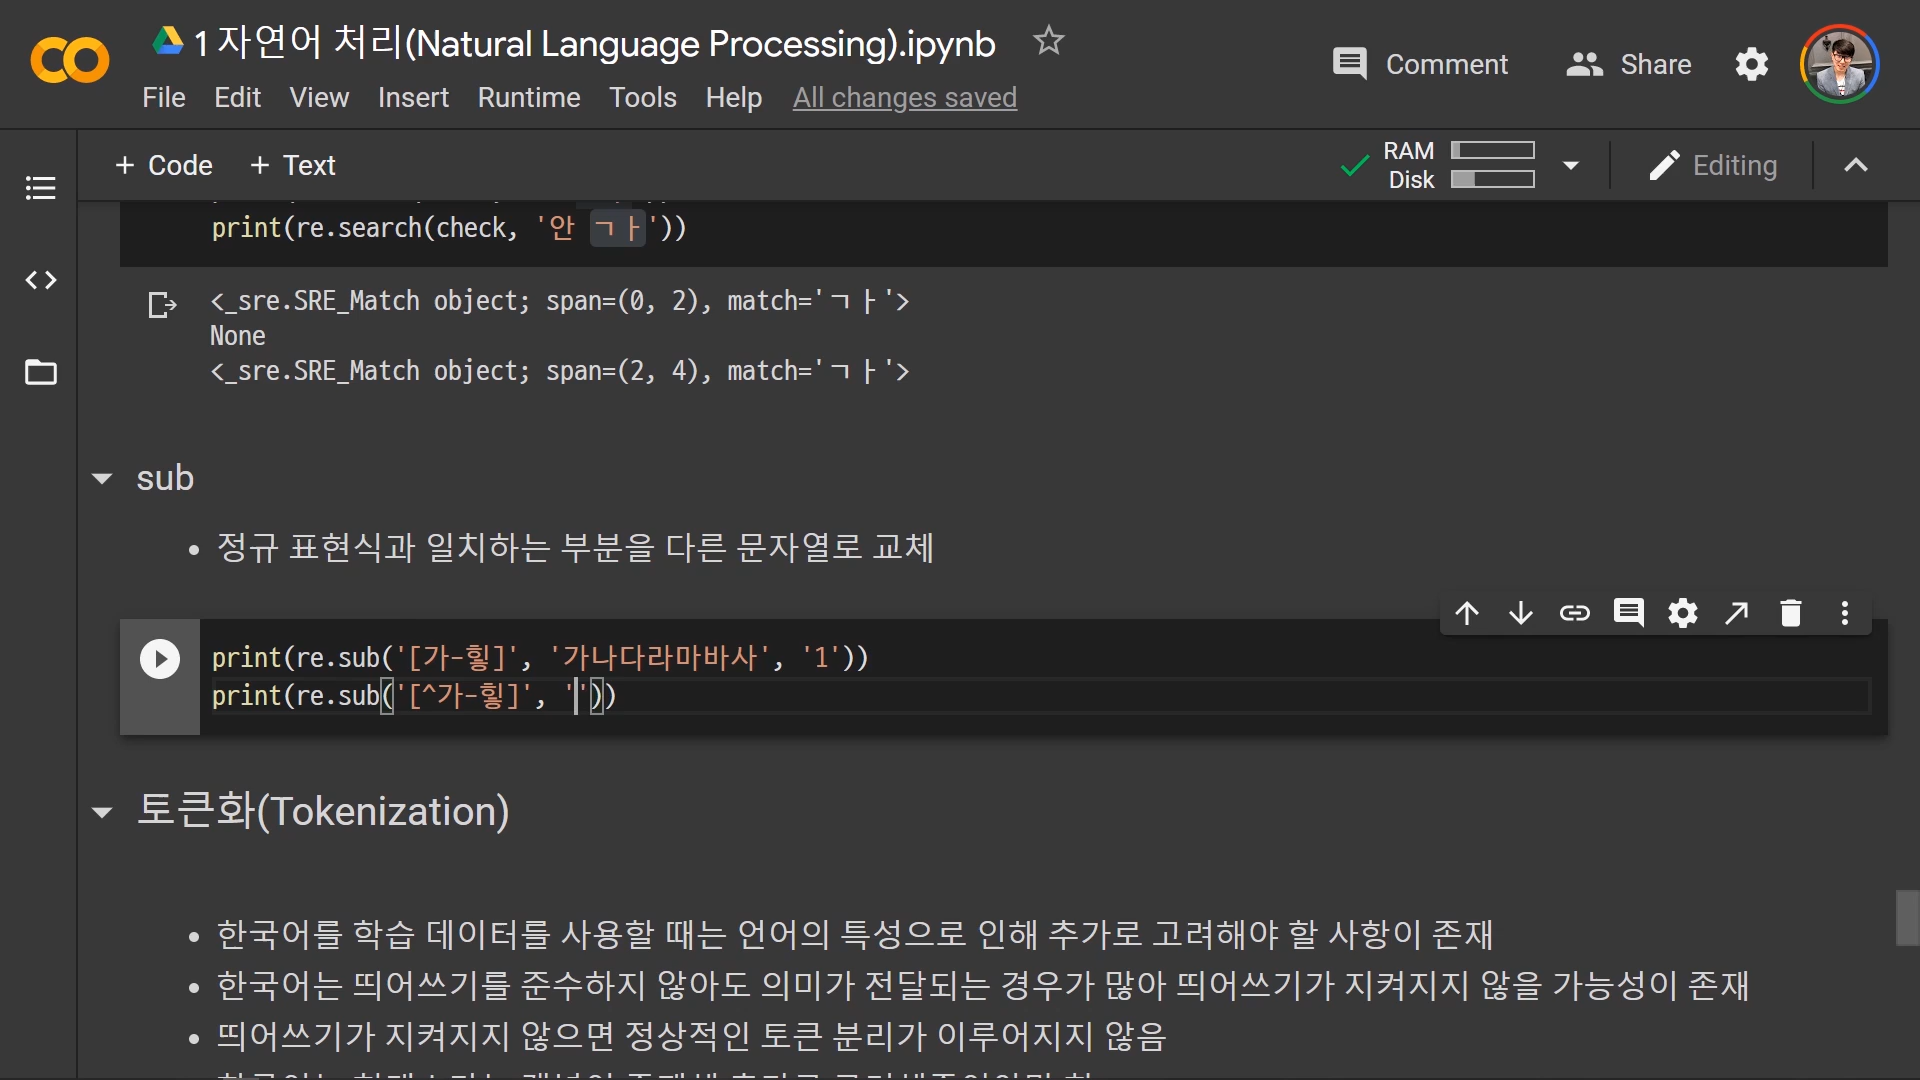 1 자연어 처리(Natural Language Processing).ipynb
Comment
Share
File Edit View Insert Runtime Tools Help All changes saved
+ Code + Text
RAM
Disk
Editing
print(re.search(check, '안 ㄱㅏ'))
<_sre.SRE_Match object; span=(0, 2), match='ㄱㅏ'>
None
<_sre.SRE_Match object; span=(2, 4), match='ㄱㅏ'>
sub
정규 표현식과 일치하는 부분을 다른 문자열로 교체
print(re.sub('[가-힣]', '가나다라마바사', '1'))
print(re.sub('[^가-힣]', ''))
토큰화(Tokenization)
한국어를 학습 데이터를 사용할 때는 언어의 특성으로 인해 추가로 고려해야 할 사항이 존재
한국어는 띄어쓰기를 준수하지 않아도 의미가 전달되는 경우가 많아 띄어쓰기가 지켜지지 않을 가능성이 존재
띄어쓰기가 지켜지지 않으면 정상적인 토큰 분리가 이루어지지 않음